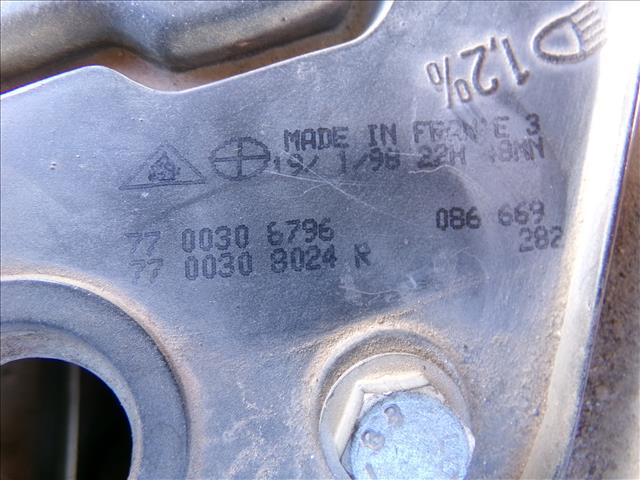 1,2%
MADE IN FRANCE 3
19/ 1/98 22H 48MN
77 0030 6796 086 669
77 0030 8024 R 282